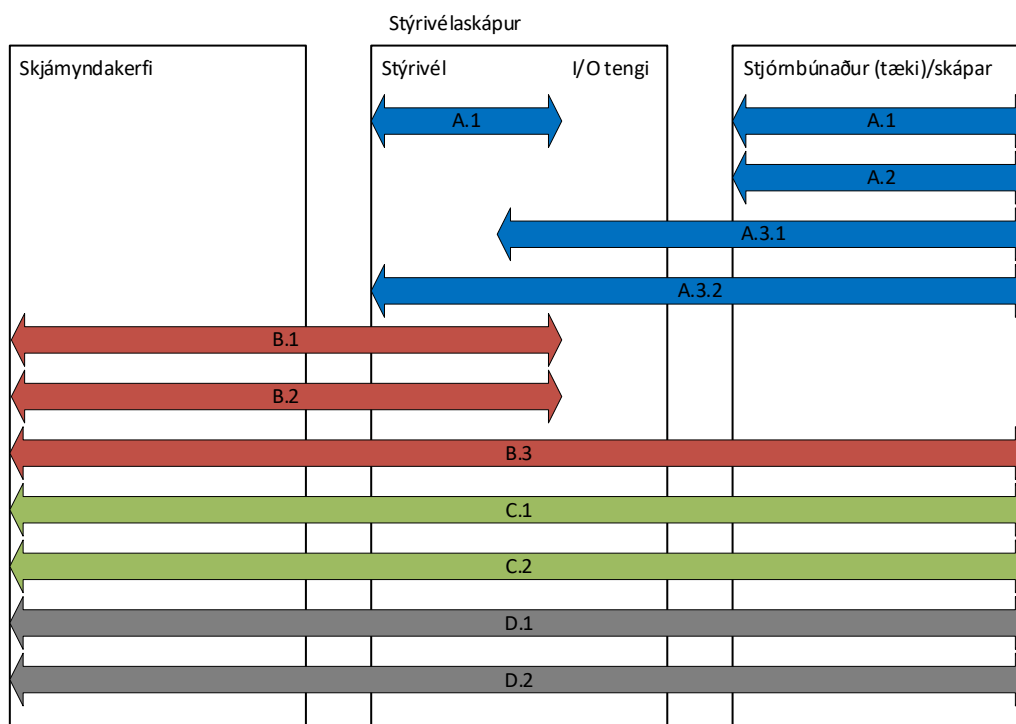 Stýrivélaskápur
Skjámyndakerfi
Stýrivél
I/O tengi
Stjórnbúnaður (tæki)/skápar
A.1
A.1
A.2
A.3.1
A.3.2
B.1
B.2
B.3
C.1
C.2
D.1
D.2